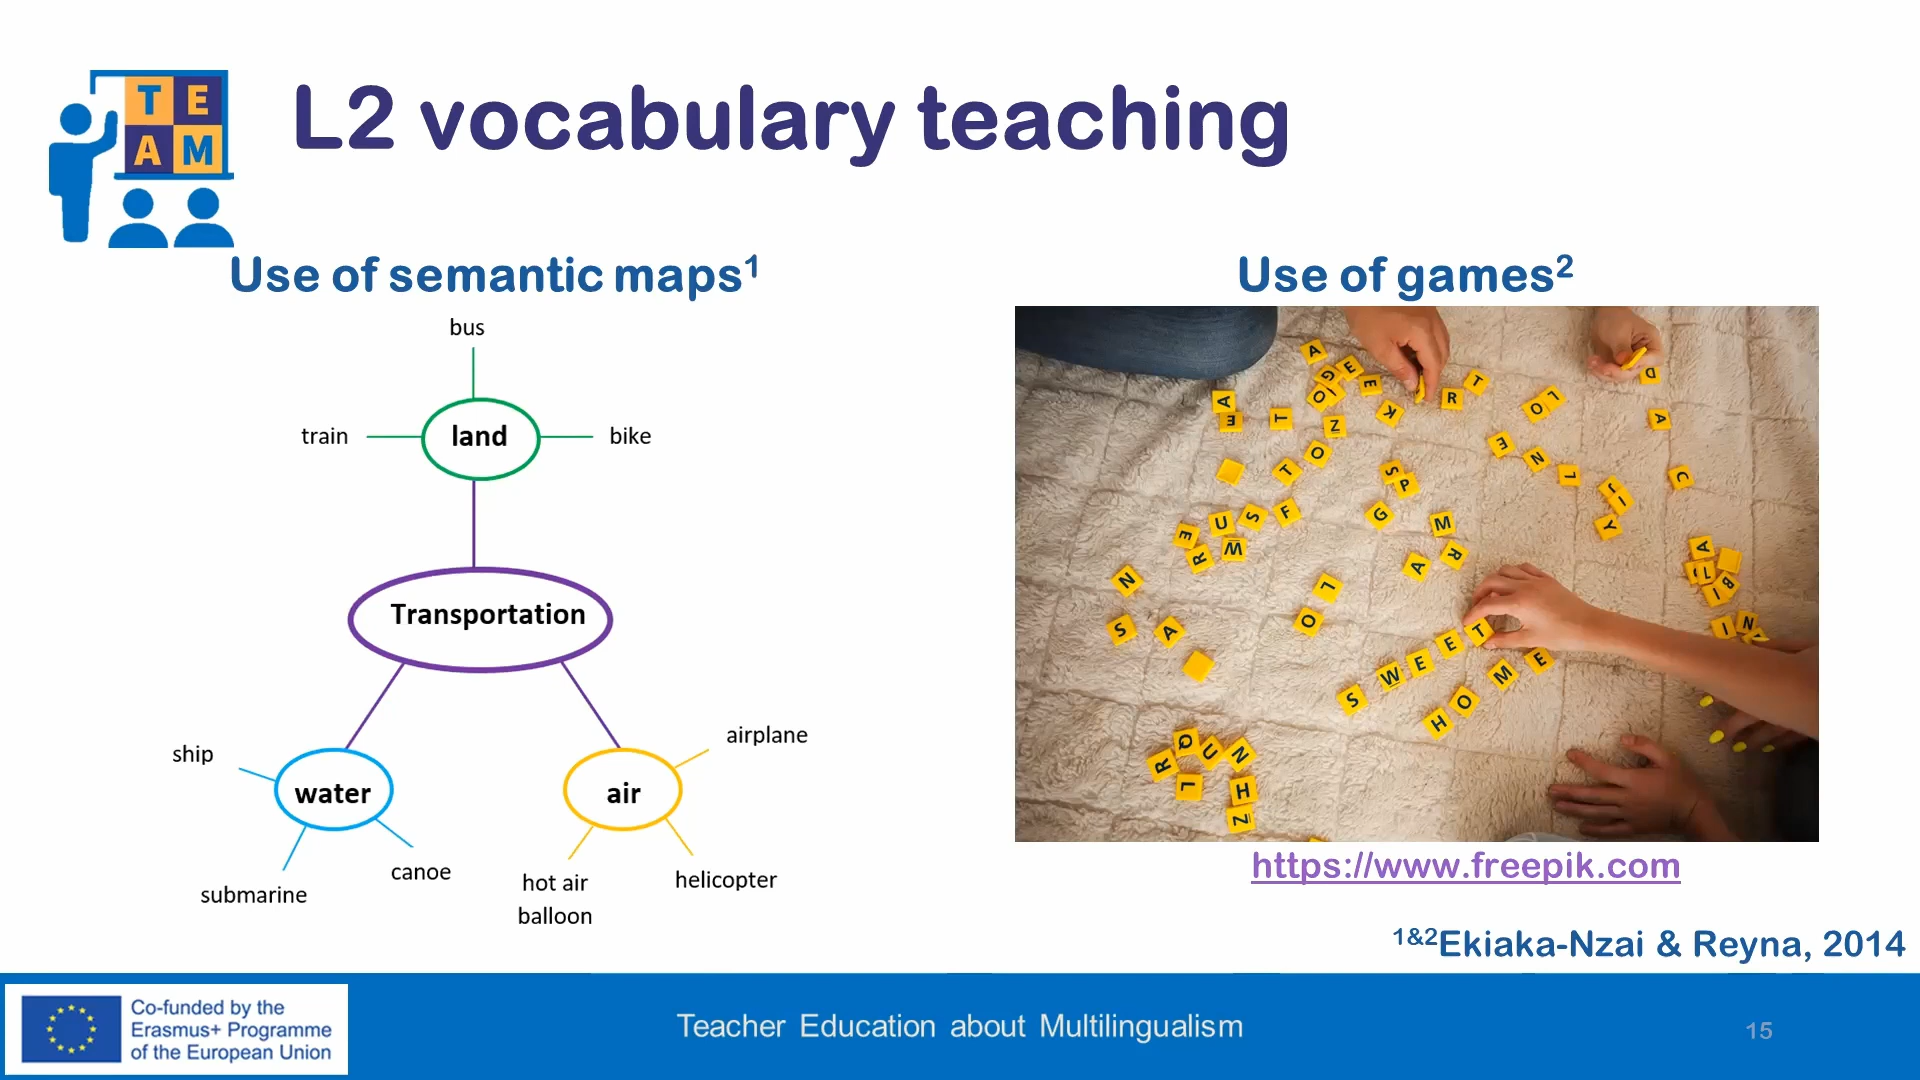 T E
A M
L2 vocabulary teaching
Use of semantic maps1
bus
train
land
bike
Transportation
ship
water
submarine
canoe
air
airplane
hot air
balloon
helicopter
Use of games2
SWEET
HOME
https://www.freepik.com
1&2Ekiaka-Nzai & Reyna, 2014
Co-funded by the
Erasmus+ Programme
of the European Union
Teacher Education about Multilingualism
15